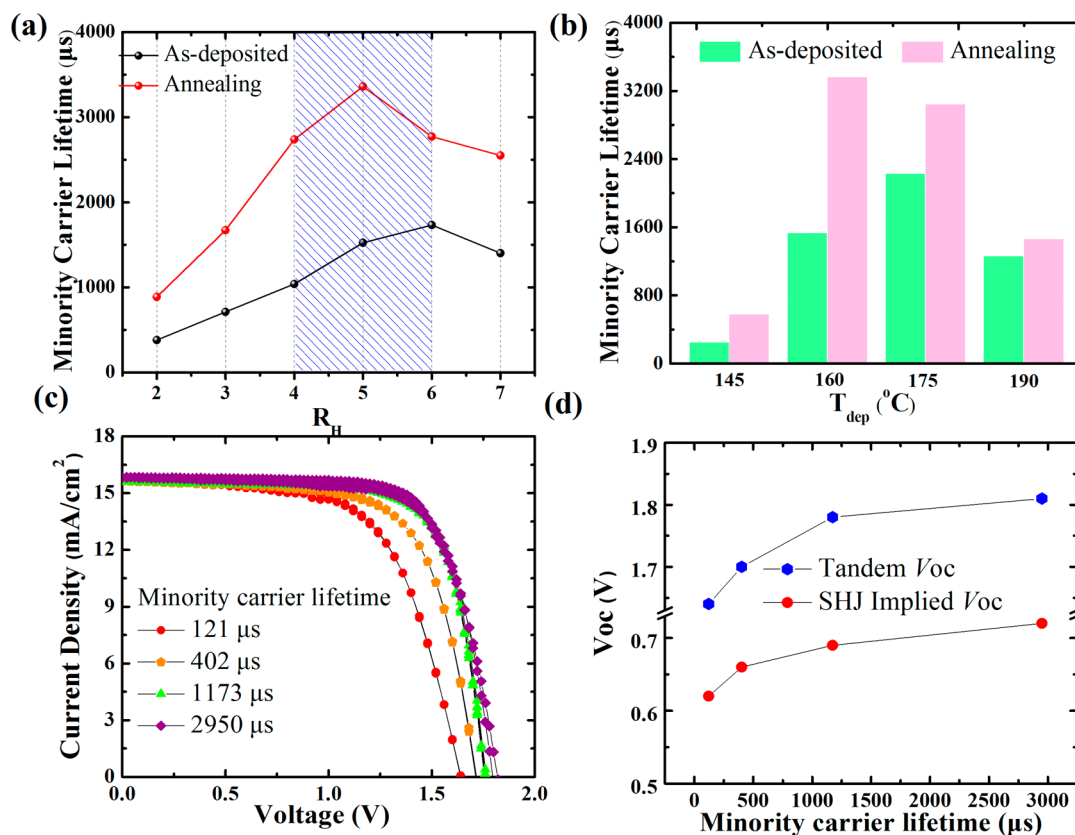 (a)
4000
3000
2000
1000
0
Minority Carrier Lifetime (µs)
As-deposited
Annealing
2 3 4 5 6 7
R_H
(b)
3600
3000
2400
1800
1200
600
0
Minority Carrier Lifetime (µs)
As-deposited Annealing
145 160 175 190
T_dep (°C)
(c)
18
15
12
9
6
3
0
Current Density (mA/cm²)
Minority carrier lifetime
121 µs
402 µs
1173 µs
2950 µs
0.0 0.5 1.0 1.5 2.0
Voltage (V)
(d)
1.9
1.8
1.7
0.7
0.6
0.5
Voc (V)
Tandem Voc
SHJ Implied Voc
0 500 1000 1500 2000 2500 3000
Minority carrier lifetime (µs)